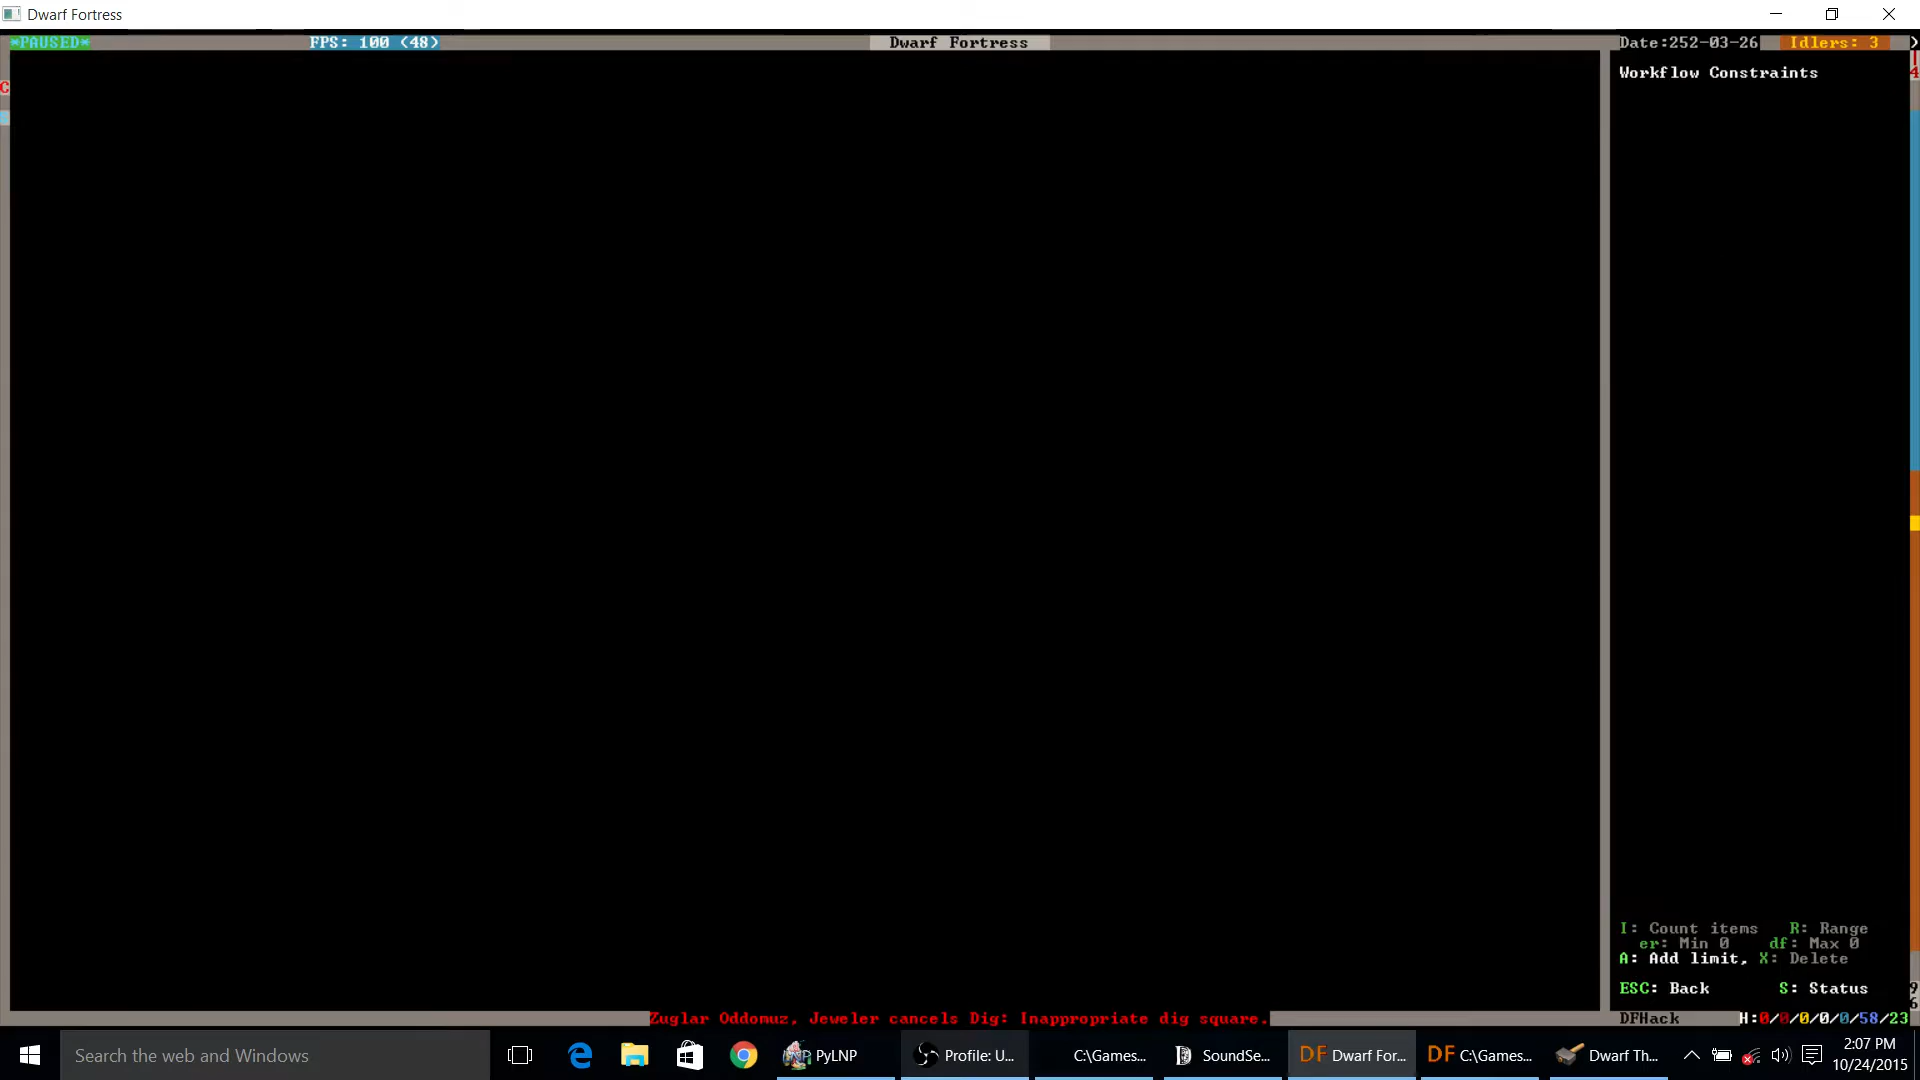 Dwarf Fortress
*PAUSED* FPS: 100 (48) Dwarf Fortress Date:252-03-26 Idlers: 3
Workflow Constraints
4
C
I: Count items R: Range
er: Min 0 df: Max 0
A: Add limit, X: Delete
ESC: Back S: Status
9
6
Zuglar Oddomuz, Jeweler cancels Dig: Inappropriate dig square. DFHack H:0/0/0/0/0/58/23
Search the web and Windows PyLNP Profile: U... C:\Games... SoundSe... DF Dwarf For... DF C:\Games... Dwarf Th... 2:07 PM
10/24/2015